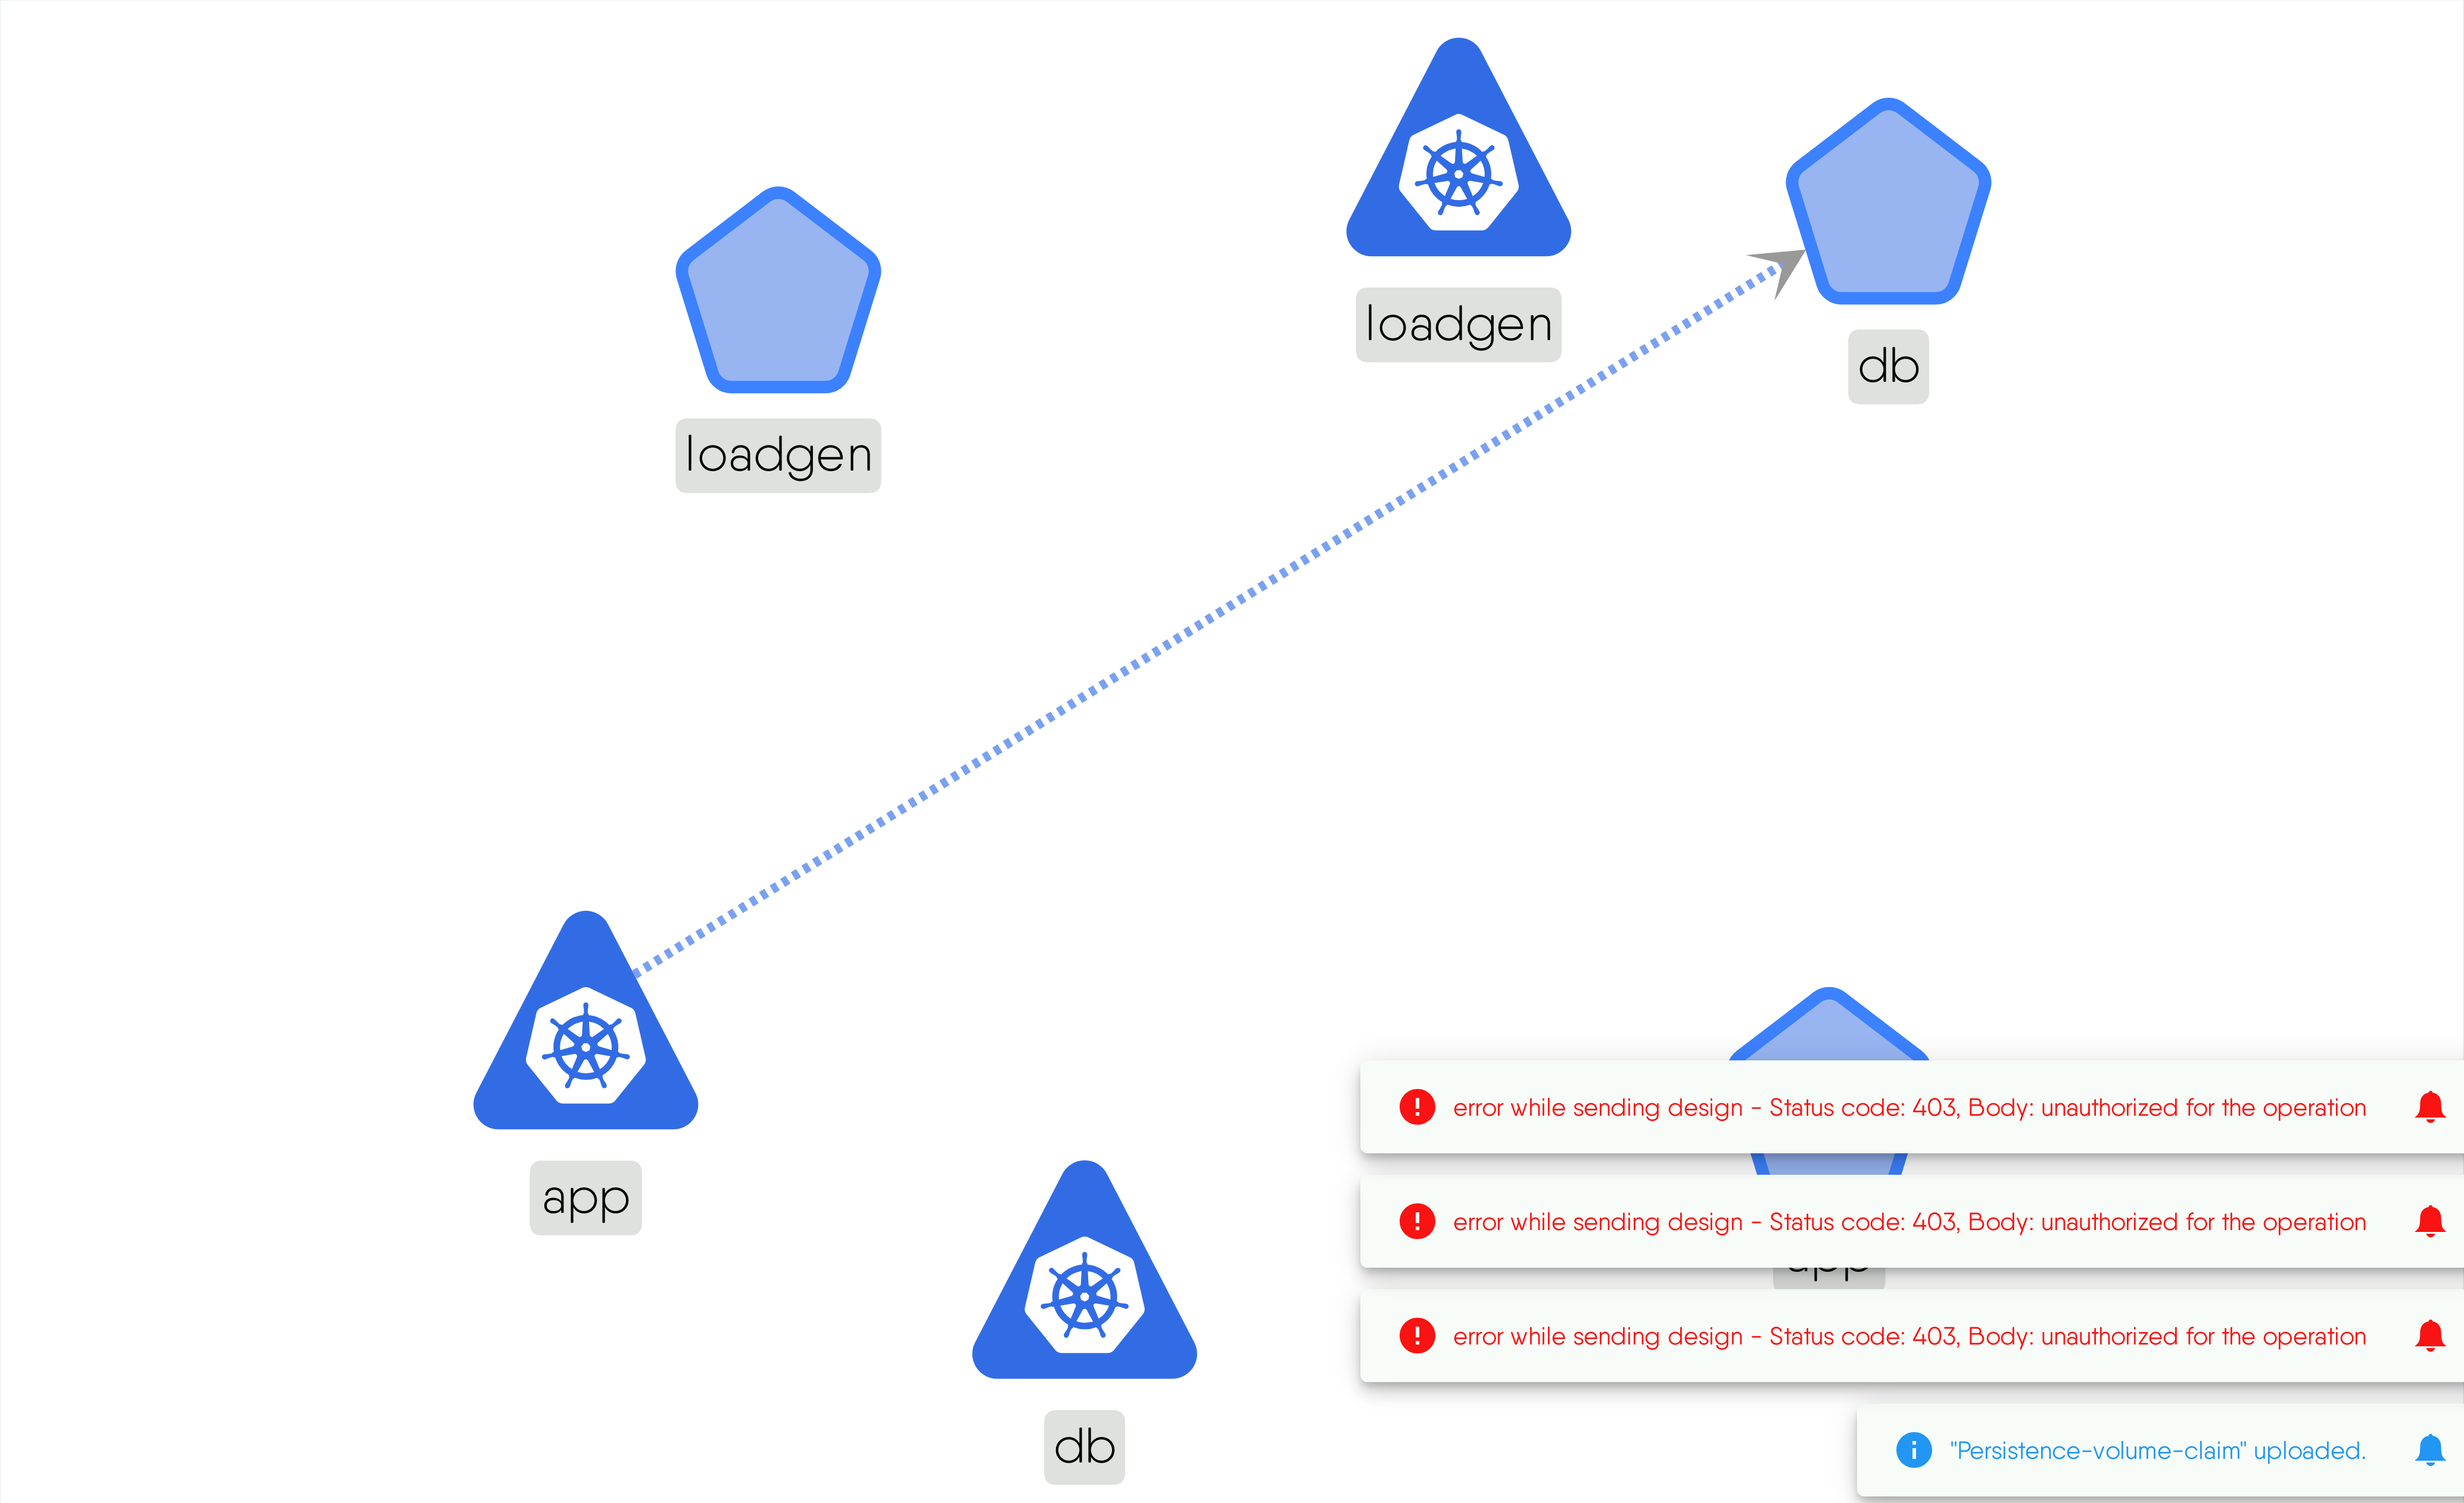 loadgen
db
loadgen
app
error while sending design - Status code: 403, Body: unauthorized for the operation
error while sending design - Status code: 403, Body: unauthorized for the operation
app
error while sending design - Status code: 403, Body: unauthorized for the operation
db
"Persistence-volume-claim" uploaded.